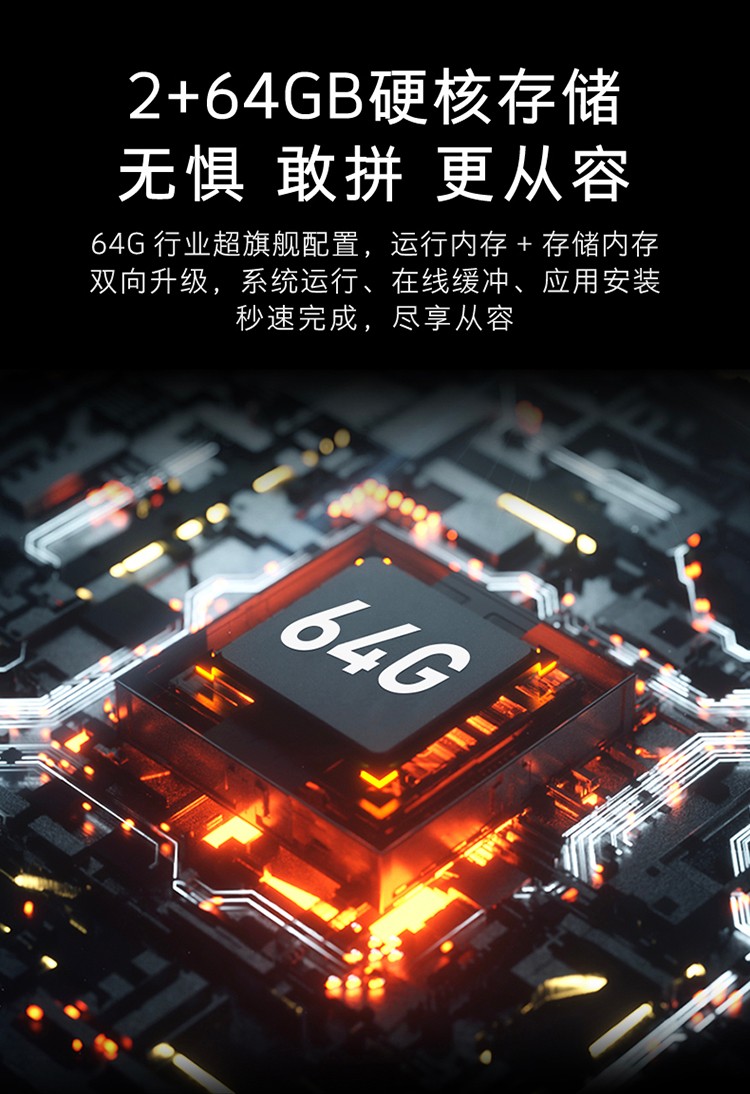 2+64GB硬核存储
无惧 敢拼 更从容
64G 行业超旗舰配置，运行内存 + 存储内存
双向升级，系统运行、在线缓冲、应用安装
秒速完成，尽享从容
64G